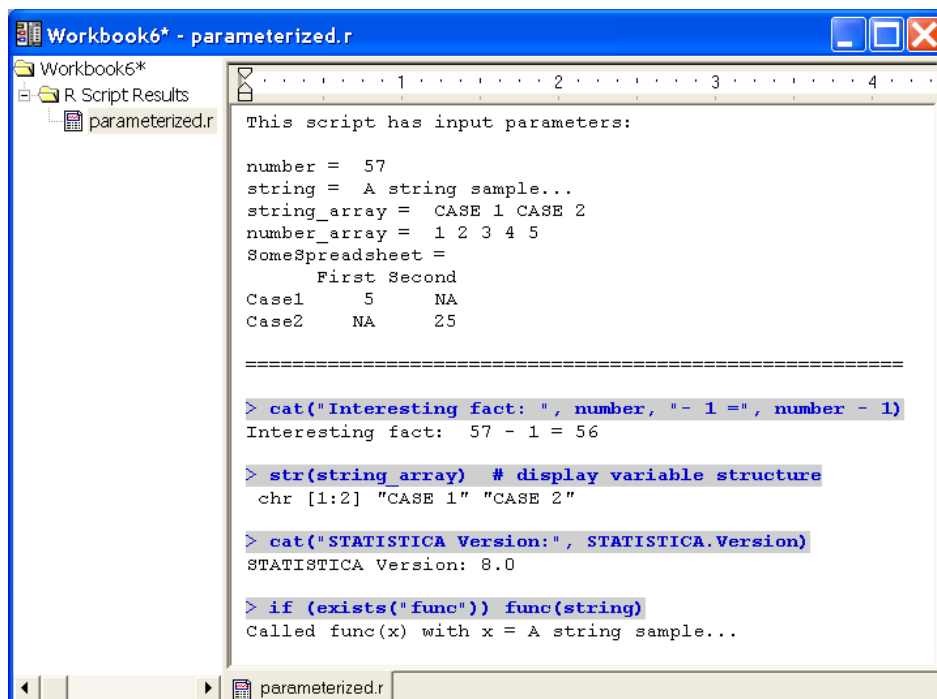 Workbook6* - parameterized.r
Workbook6*
R Script Results
parameterized.r
1 2 3 4
This script has input parameters:
number =  57
string =  A string sample...
string_array =  CASE 1 CASE 2
number_array =  1 2 3 4 5
SomeSpreadsheet =
      First Second
Case1     5     NA
Case2    NA     25
=======================================================
> cat("Interesting fact: ", number, "- 1 =", number - 1)
Interesting fact:  57 - 1 = 56
> str(string_array)  # display variable structure
 chr [1:2] "CASE 1" "CASE 2"
> cat("STATISTICA Version:", STATISTICA.Version)
STATISTICA Version: 8.0
> if (exists("func")) func(string)
Called func(x) with x = A string sample...
parameterized.r